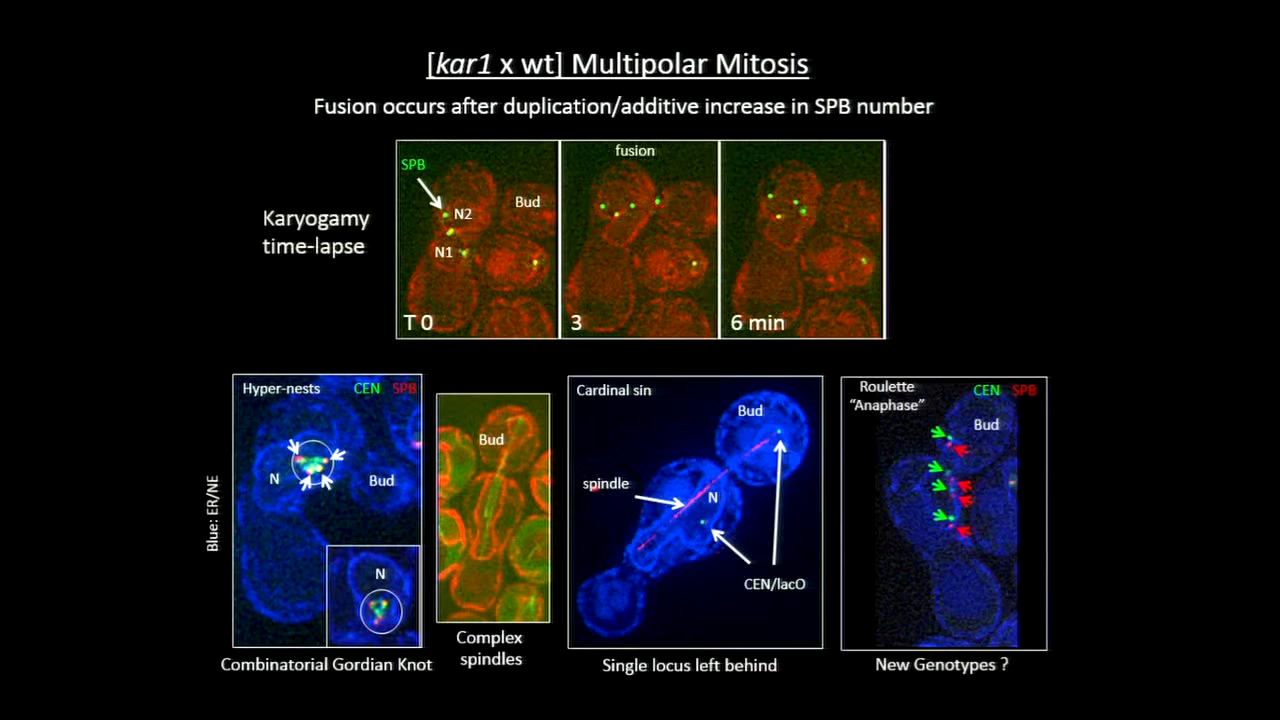 [kar1 x wt] Multipolar Mitosis
Fusion occurs after duplication/additive increase in SPB number
Karyogamy
time-lapse
SPB
N2
Bud
N1
T 0
fusion
3
6 min
Blue: ER/NE
Hyper-nests CEN SPB
N
Bud
N
Combinatorial Gordian Knot
Bud
Complex
spindles
Cardinal sin
Bud
spindle
N
CEN/lacO
Single locus left behind
Roulette
“Anaphase”
CEN SPB
Bud
New Genotypes ?